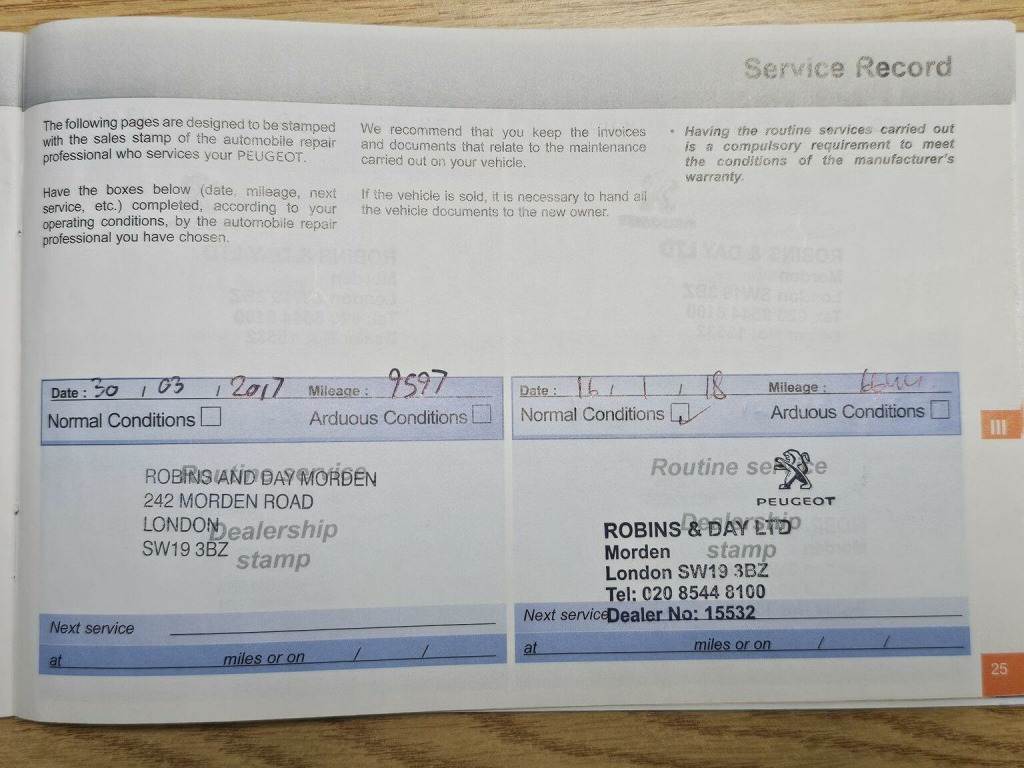 Service Record
The following pages are designed to be stamped
with the sales stamp of the automobile repair
professional who services your PEUGEOT.
Have the boxes below (date, mileage, next
service, etc.) completed, according to your
operating conditions, by the automobile repair
professional you have chosen.
We recommend that you keep the invoices
and documents that relate to the maintenance
carried out on your vehicle.
If the vehicle is sold, it is necessary to hand all
the vehicle documents to the new owner.
• Having the routine services carried out
is a compulsory requirement to meet
the conditions of the manufacturer's
warranty.
Date : 30 / 03 / 2017 Mileage : 9597
Normal Conditions Arduous Conditions
Routine service
ROBINS AND DAY MORDEN
242 MORDEN ROAD
LONDON
Dealership
SW19 3BZ
stamp
Next service
at miles or on / /
Date : 16 / 1 / 18 Mileage :
Normal Conditions Arduous Conditions
Routine service
PEUGEOT
Dealership
ROBINS & DAY LTD
Morden
stamp
London SW19 3BZ
Tel: 020 8544 8100
Next service
Dealer No: 15532
at miles or on / /
III
25